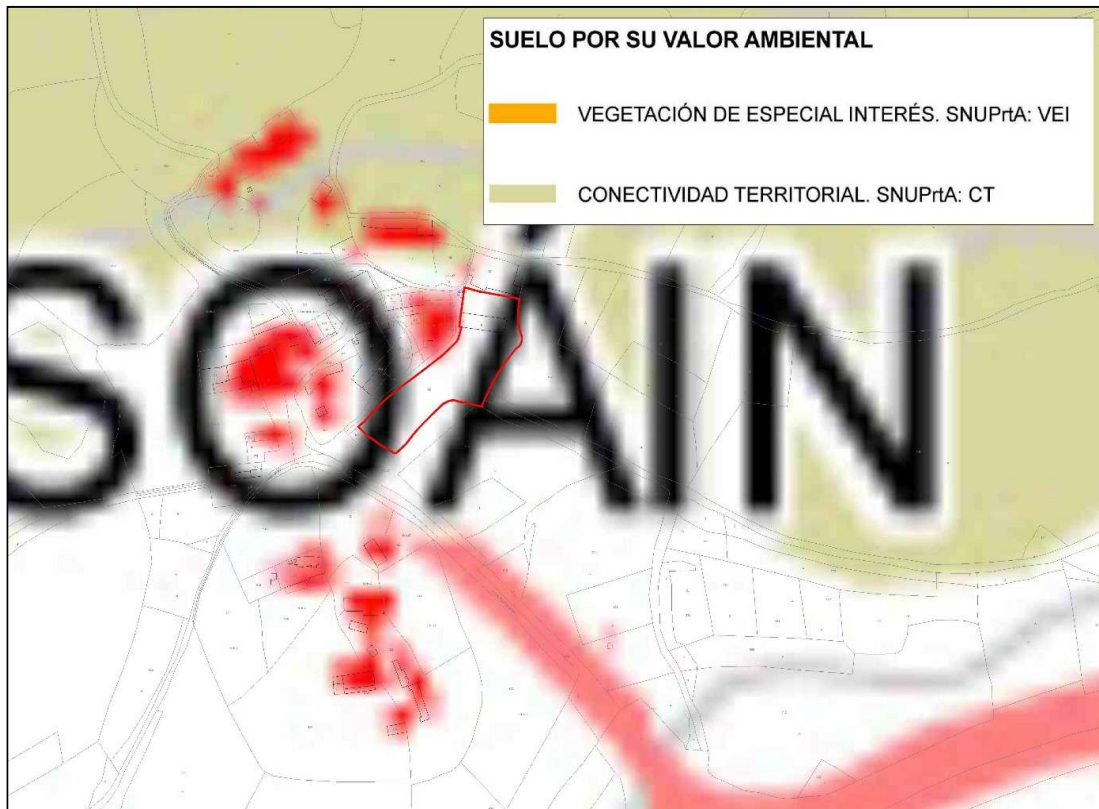 SUELO POR SU VALOR AMBIENTAL
VEGETACIÓN DE ESPECIAL INTERÉS. SNUPrtA: VEI
CONECTIVIDAD TERRITORIAL. SNUPrtA: CT
SOÁIN